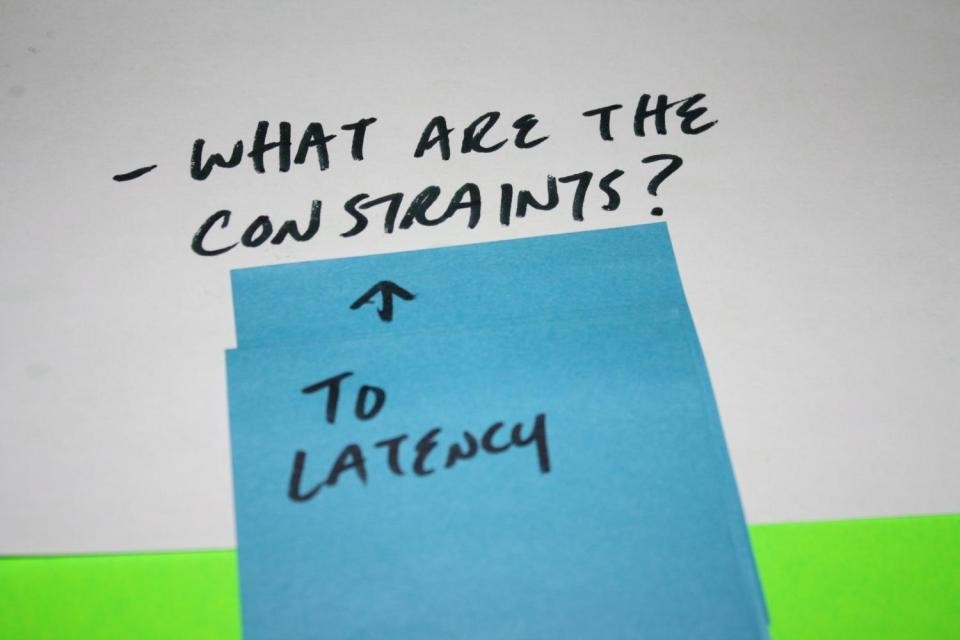 - WHAT ARE THE
CONSTRAINTS?
↑
TO
LATENCY